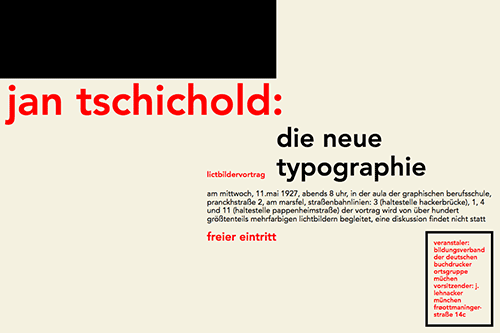 jan tschichold:
die neue
typographie
lictbildervortrag
am mittwoch, 11.mai 1927, abends 8 uhr, in der aula der graphischen berufsschule,
pranckhstraße 2, am marsfel, straßenbahnlinien: 3 (haltestelle hackerbrücke), 1, 4
und 11 (haltestelle pappenheimstraße) der vortrag wird von über hundert
größtenteils mehrfarbigen lichtbildern begleitet, eine diskussion findet nicht statt
freier eintritt
veranstaler:
bildungsverband
der deutschen
buchdrucker
ortsgruppe
müchen
vorsitzender: j.
lehnacker
münchen
frøottmaninger-
straße 14c